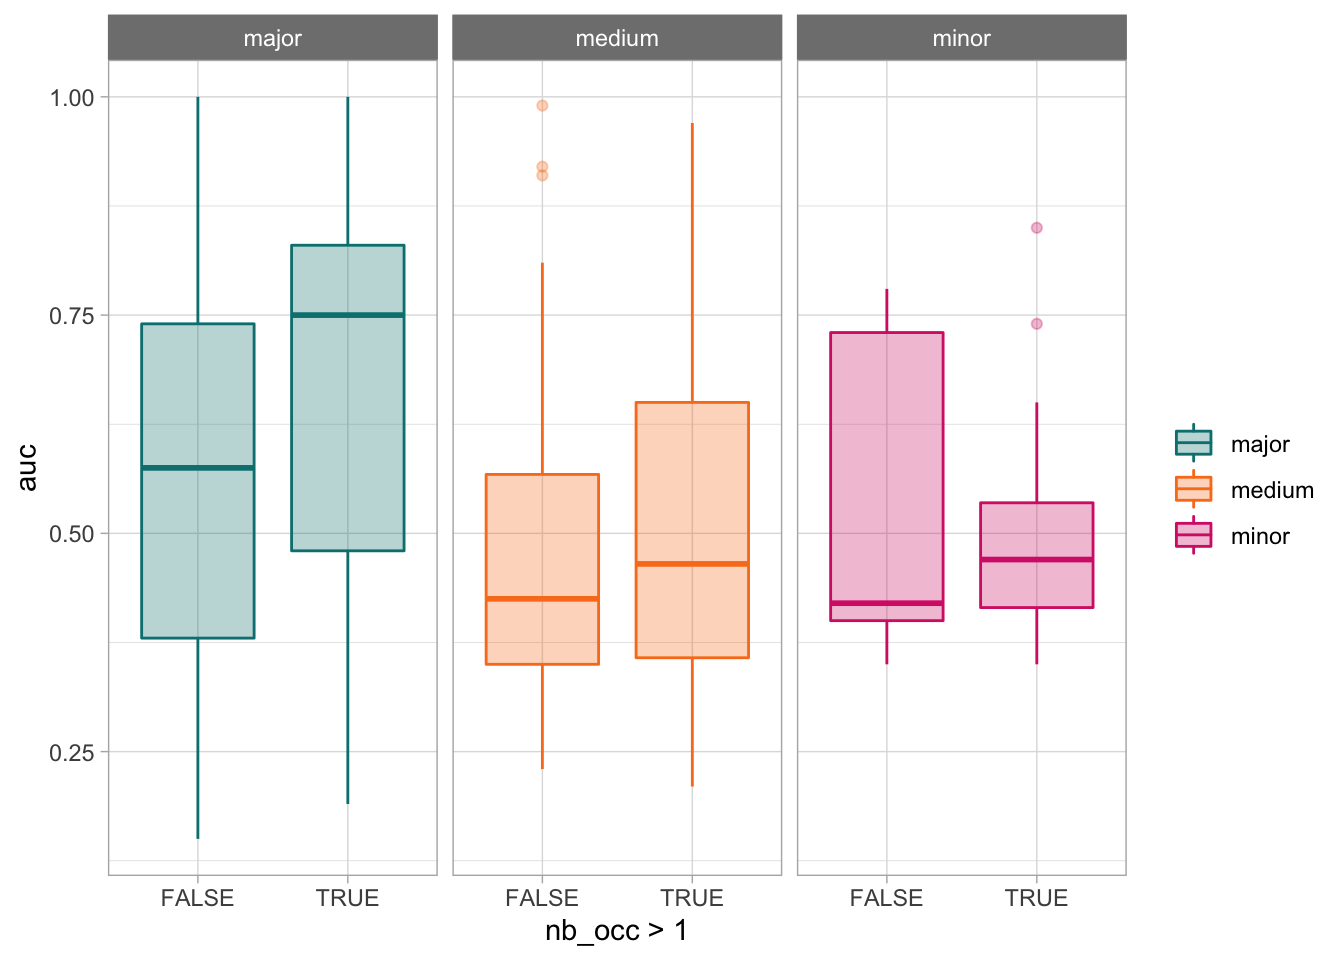 major medium minor
1.00
0.75
0.50
0.25
auc
FALSE TRUE FALSE TRUE FALSE TRUE
nb_occ > 1
major
medium
minor